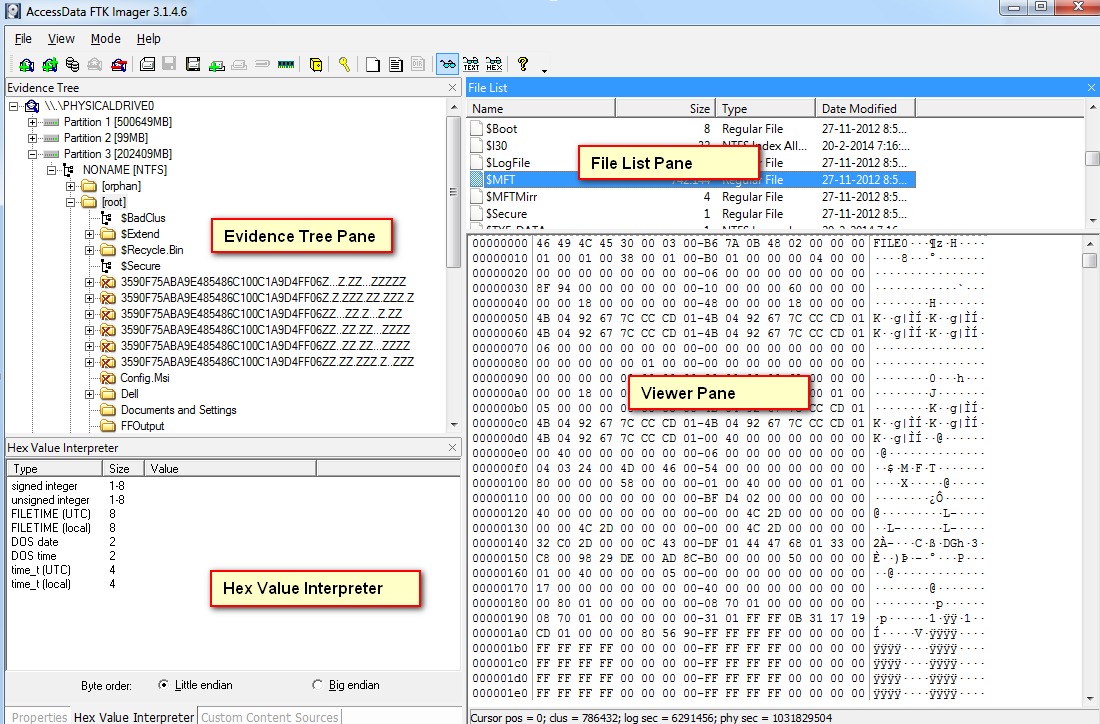 AccessData FTK Imager 3.1.4.6
File View Mode Help
Evidence Tree
\\.\PHYSICALDRIVE0
Partition 1 [500649MB]
Partition 2 [99MB]
Partition 3 [202409MB]
NONAME [NTFS]
[orphan]
[root]
$BadClus
$Extend
$Recycle.Bin
$Secure
3590F75ABA9E485486C100C1A9D4FF06Z...Z.ZZ...ZZZZZ
3590F75ABA9E485486C100C1A9D4FF06Z.ZZZ.ZZ.ZZZ.Z
3590F75ABA9E485486C100C1A9D4FF06ZZ...ZZ.Z...Z.ZZ
3590F75ABA9E485486C100C1A9D4FF06ZZ.ZZ...ZZ...ZZZZ
3590F75ABA9E485486C100C1A9D4FF06ZZ.ZZ...ZZ...ZZZZ
3590F75ABA9E485486C100C1A9D4FF06ZZ.ZZ.ZZZ.Z...ZZZ
Config.Msi
Dell
Documents and Settings
FFOutput
Evidence Tree Pane
Hex Value Interpreter
Type Size Value
signed integer 1-8
unsigned integer 1-8
FILETIME (UTC) 8
FILETIME (local) 8
DOS date 2
DOS time 2
time_t (UTC) 4
time_t (local) 4
Hex Value Interpreter
Byte order: Little endian Big endian
Properties Hex Value Interpreter Custom Content Sources
File List
Name Size Type Date Modified
$Boot 8 Regular File 27-11-2012 8:5...
$I30 NTFS Index All... 20-2-2014 7:16:...
$LogFile File 27-11-2012 8:5...
$MFT File 27-11-2012 8:5...
$MFTMirr 4 Regular File 27-11-2012 8:5...
$Secure 1 Regular File 27-11-2012 8:5...
File List Pane
00000000 46 49 4C 45 30 00 03 00-B6 7A 0B 48 02 00 00 00 FILE0···¶z·H····
00000010 01 00 01 00 38 00 01 00-B0 01 00 00 00 04 00 00 ····8···°·······
00000020 00 00 00 00 00 00 00 00-06 00 00 00 00 00 00 00 ················
00000030 8F 94 00 00 00 00 00 00-10 00 00 00 60 00 00 00 ············`···
00000040 00 00 18 00 00 00 00 00-48 00 00 00 18 00 00 00 ········H·······
00000050 4B 04 92 67 7C CC CD 01-4B 04 92 67 7C CC CD 01 K··g|ÌÍ·K··g|ÌÍ·
00000060 4B 04 92 67 7C CC CD 01-4B 04 92 67 7C CC CD 01 K··g|ÌÍ·K··g|ÌÍ·
00000070 06 00 00 00 00 00 00 00-00 00 00 00 00 00 00 00 ················
00000080 00 00 00 00 00 01 00 00-00 00 00 00 00 00 00 00 ················
00000090 00 00 00 00 00 00 00 ········0···h···
000000a0 00 00 18 00 00 01 00 ········J·······
000000b0 05 00 00 00 CC CD 01 ········K··g|ÌÍ·
000000c0 4B 04 92 67 7C CC CD 01-4B 04 92 67 7C CC CD 01 K··g|ÌÍ·K··g|ÌÍ·
000000d0 4B 04 92 67 7C CC CD 01-00 40 00 00 00 00 00 00 K··g|ÌÍ··@······
000000e0 00 40 00 00 00 00 00 00-06 00 00 00 00 00 00 00 ·@··············
000000f0 04 03 24 00 4D 00 46 00-54 00 00 00 00 00 00 00 ··$·M·F·T·······
00000100 80 00 00 00 58 00 00 00-01 00 40 00 00 00 01 00 ····X·····@·····
00000110 00 00 00 00 00 00 00 00-BF D4 02 00 00 00 00 00 ········¿Ô······
00000120 40 00 00 00 00 00 00 00-00 00 4C 2D 00 00 00 00 @·········L-····
00000130 00 00 4C 2D 00 00 00 00-00 00 4C 2D 00 00 00 00 ··L-······L-····
00000140 32 C0 2D 00 00 0C 43 00-DF 01 44 47 68 01 33 00 2À-···C·ß·DGh·3·
00000150 C8 00 98 29 DE 00 AD 8C-B0 00 00 00 50 00 00 00 È··)Þ·-·°···P···
00000160 01 00 40 00 00 00 05 00-00 00 00 00 00 00 00 00 ··@·············
00000170 17 00 00 00 00 00 00 00-40 00 00 00 00 00 00 00 ········@·······
00000180 00 80 01 00 00 00 00 00-08 70 01 00 00 00 00 00 ·········p······
00000190 08 70 01 00 00 00 00 00-31 01 FF FF 0B 31 17 19 ·p······1·ÿÿ·1··
000001a0 CD 01 00 00 00 80 56 90-FF FF FF FF 00 00 00 00 Í·····V·ÿÿÿÿ····
000001b0 FF FF FF FF 00 00 00 00-FF FF FF FF 00 00 00 00 ÿÿÿÿ····ÿÿÿÿ····
000001c0 FF FF FF FF 00 00 00 00-FF FF FF FF 00 00 00 00 ÿÿÿÿ····ÿÿÿÿ····
000001d0 FF FF FF FF 00 00 00 00-FF FF FF FF 00 00 00 00 ÿÿÿÿ····ÿÿÿÿ····
000001e0 FF FF FF FF 00 00 00 00-FF FF FF FF 00 00 00 00 ÿÿÿÿ····ÿÿÿÿ····
Viewer Pane
Cursor pos = 0; clus = 786432; log sec = 6291456; phy sec = 1031829504